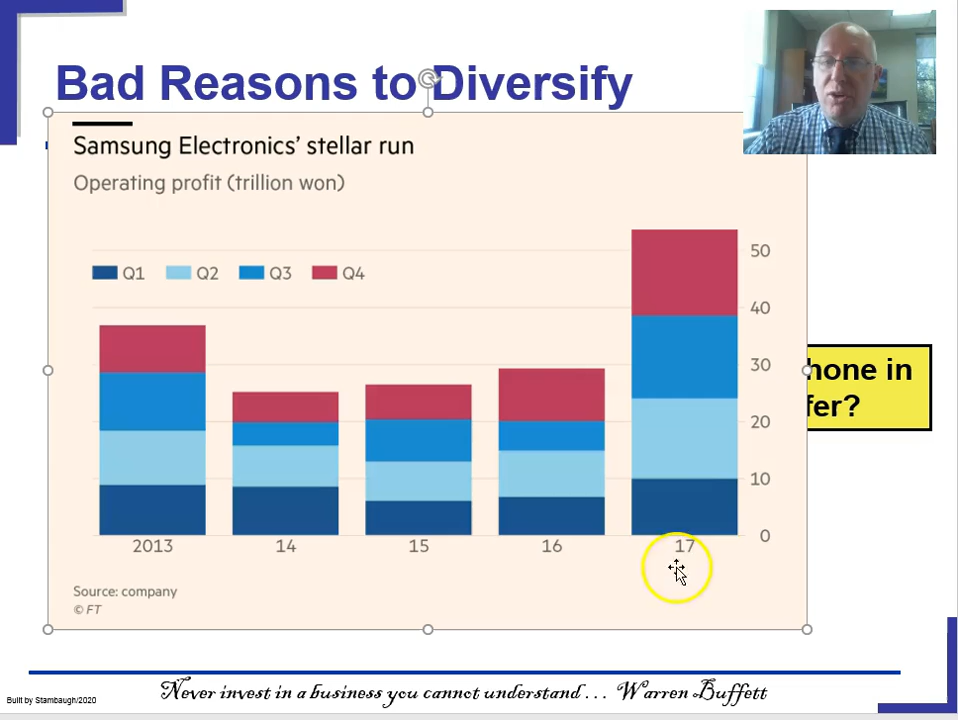 Bad Reasons to Diversify
Samsung Electronics' stellar run
Operating profit (trillion won)
Q1 Q2 Q3 Q4
50
40
30
20
10
0
2013 14 15 16 17
hone in
fer?
Source: company
© FT
Never invest in a business you cannot understand … Warren Buffett
Built by Stambaugh/2020